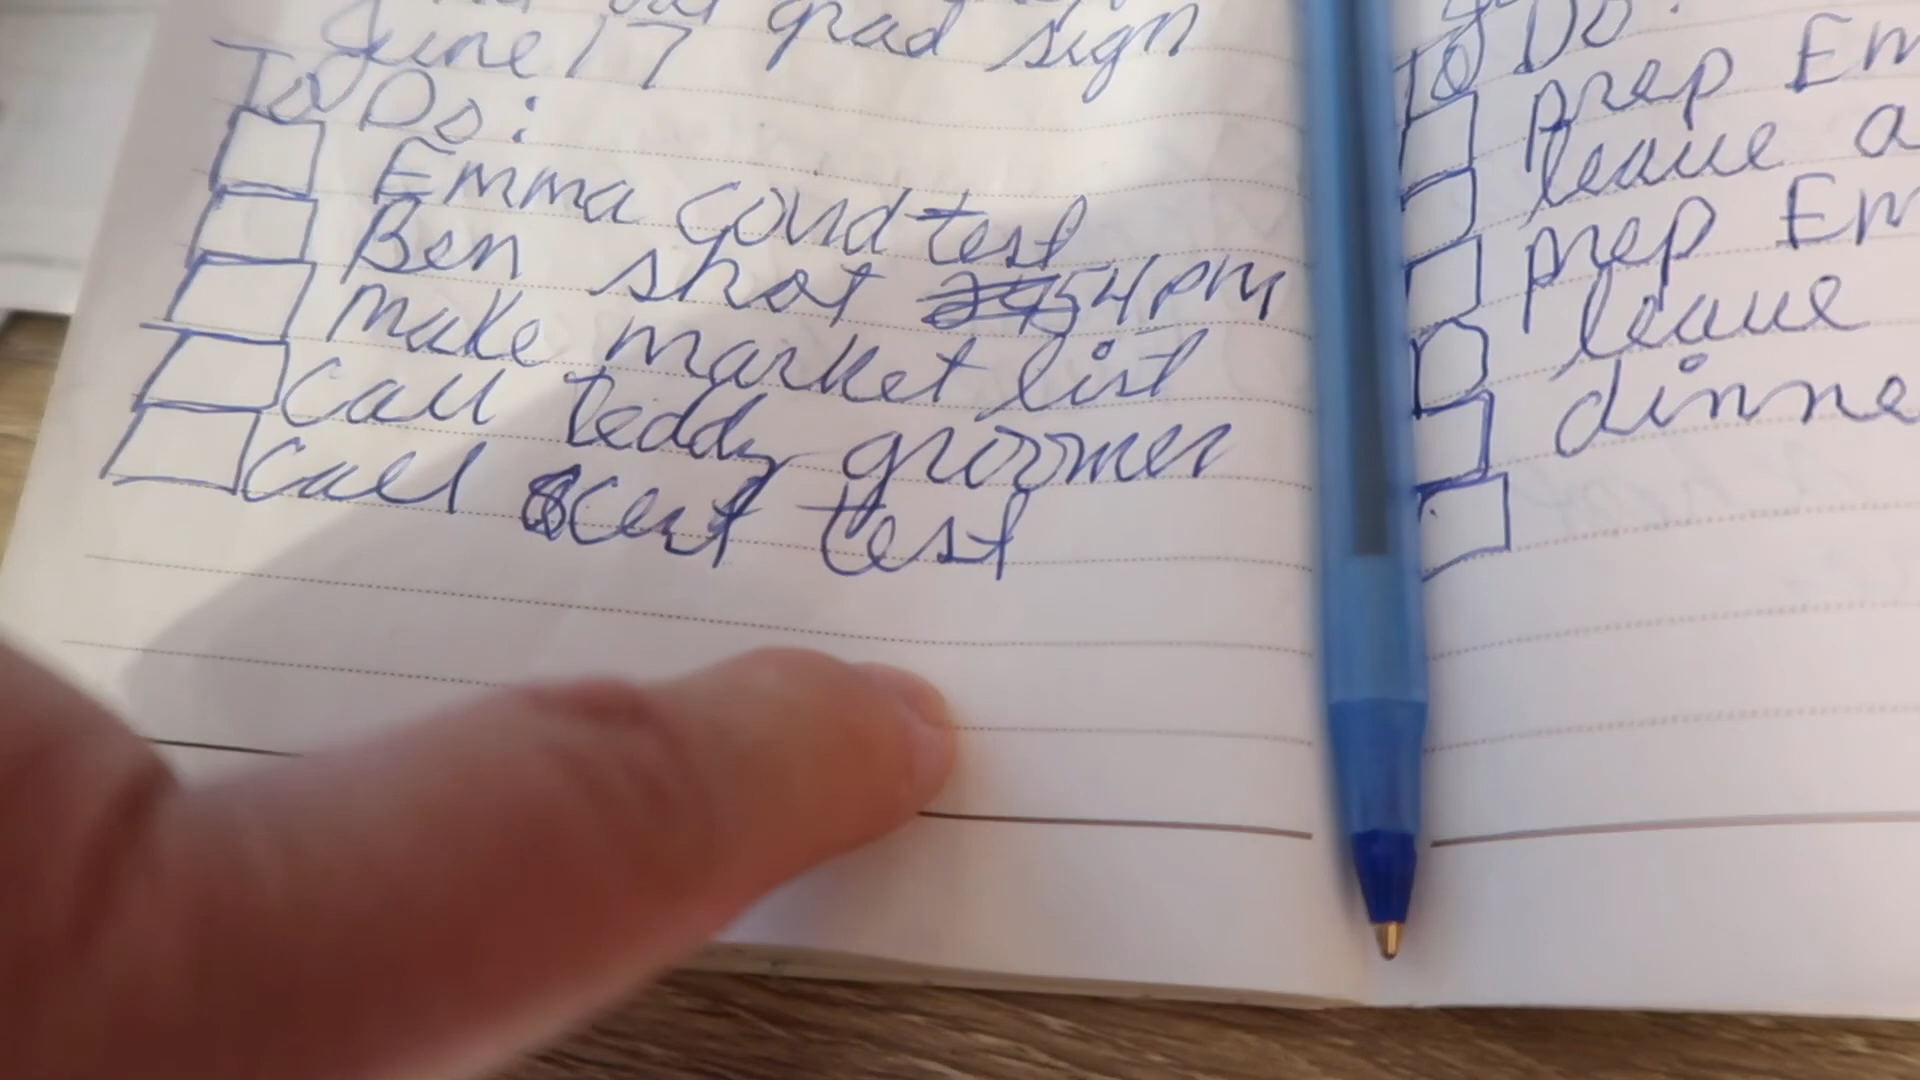 grad sign
June 17
To Do:
Emma covid test
Ben shot 4PM
make market list
Call teddy groomer
Call scent test
To Do:
prep Em
leave a
prep Em
leave
dinne